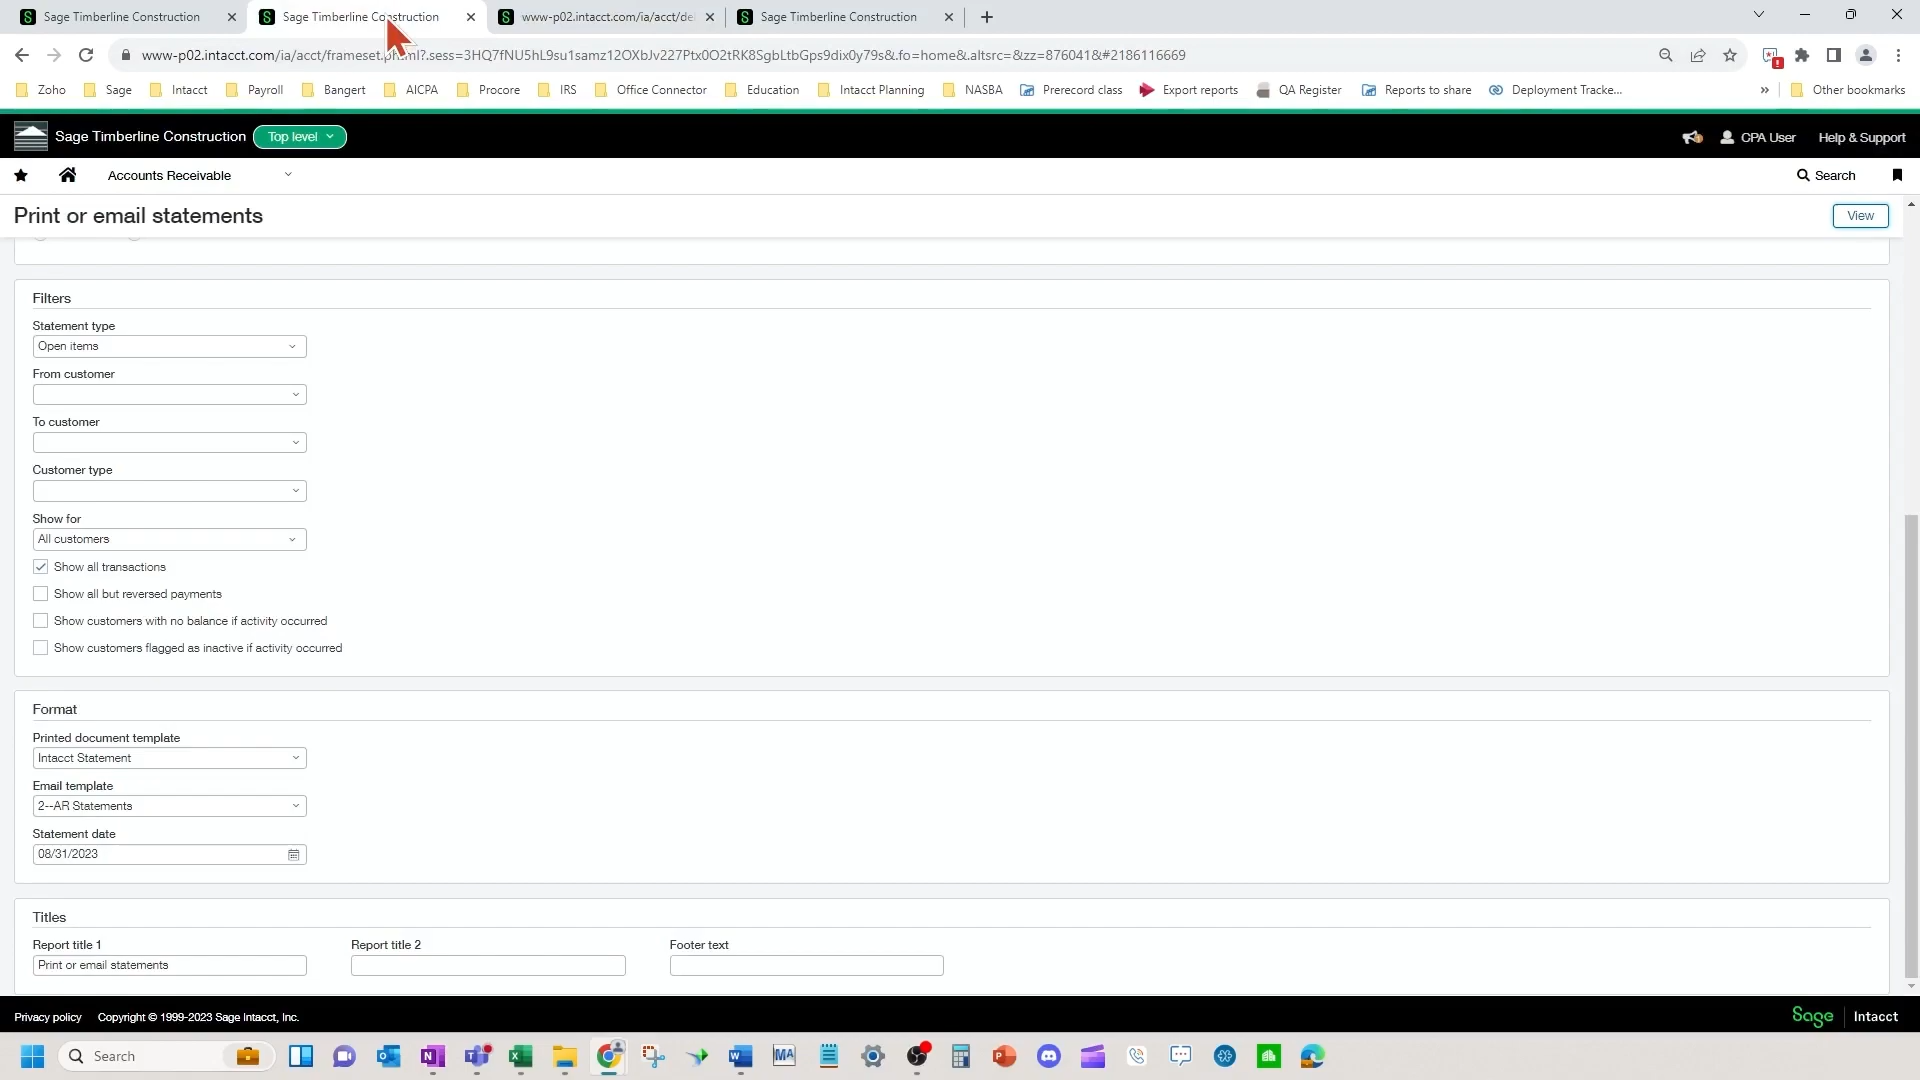 Sage Timberline Construction
Sage Timberline Construction
www-p02.intacct.com/ia/acct/de
Sage Timberline Construction
www-p02.intacct.com/ia/acct/frameset.phtml?.sess=3HQ7fNU5hL9su1samz12OXbJv227Ptx0O2tRK8SgbLtbGps9dix0y79s&.fo=home&.altsrc=&zz=876041&#2186116669
Zoho
Sage
Intacct
Payroll
Bangert
AICPA
Procore
IRS
Office Connector
Education
Intacct Planning
NASBA
Prerecord class
Export reports
QA Register
Reports to share
Deployment Tracke...
Other bookmarks
Sage Timberline Construction
Top level
CPA User
Help & Support
Accounts Receivable
Search
Print or email statements
View
Filters
Statement type
Open items
From customer
To customer
Customer type
Show for
All customers
Show all transactions
Show all but reversed payments
Show customers with no balance if activity occurred
Show customers flagged as inactive if activity occurred
Format
Printed document template
Intacct Statement
Email template
2--AR Statements
Statement date
08/31/2023
Titles
Report title 1
Report title 2
Footer text
Print or email statements
Privacy policy
Copyright © 1999-2023 Sage Intacct, Inc.
Sage
Intacct
Search